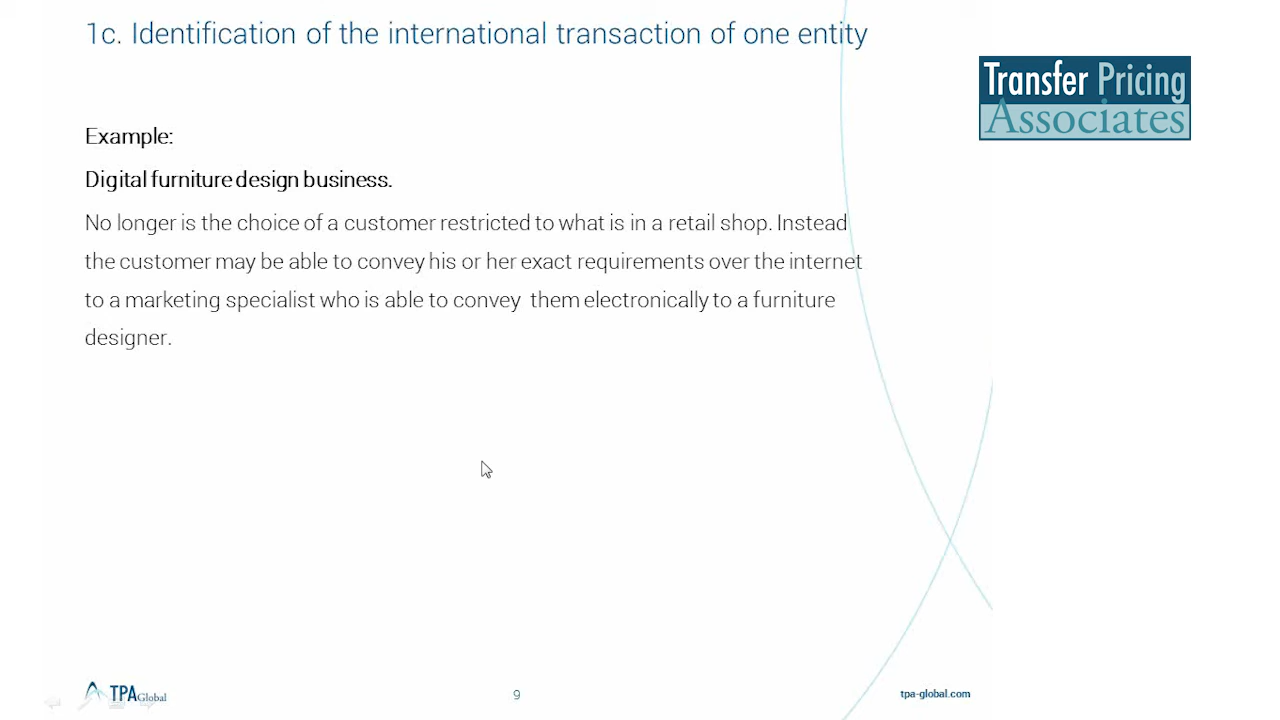 1c. Identification of the international transaction of one entity
Transfer Pricing
Associates
Example:
Digital furniture design business.
No longer is the choice of a customer restricted to what is in a retail shop. Instead
the customer may be able to convey his or her exact requirements over the internet
to a marketing specialist who is able to convey them electronically to a furniture
designer.
TPA Global
9
tpa-global.com